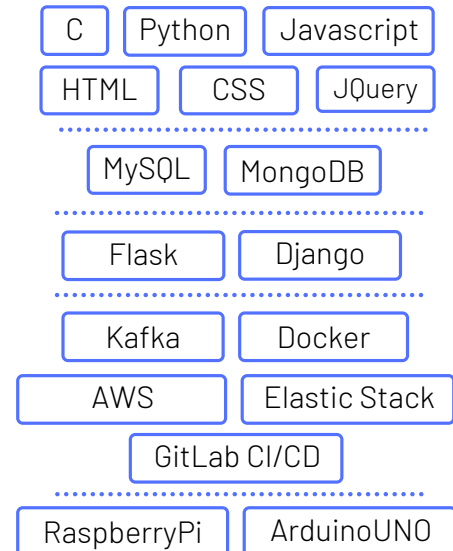 C Python Javascript
HTML CSS JQuery
MySQL MongoDB
Flask Django
Kafka Docker
AWS Elastic Stack
GitLab CI/CD
RaspberryPi ArduinoUNO